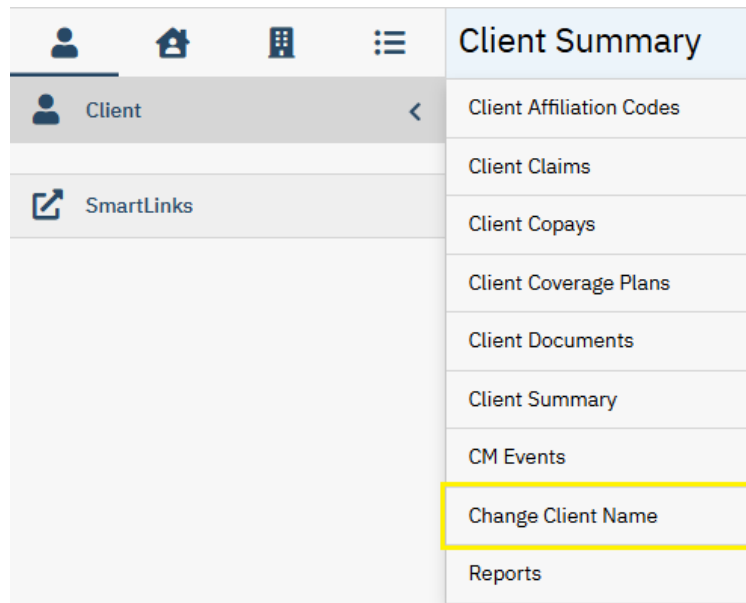 Client Summary
Client
SmartLinks
Client Affiliation Codes
Client Claims
Client Copays
Client Coverage Plans
Client Documents
Client Summary
CM Events
Change Client Name
Reports